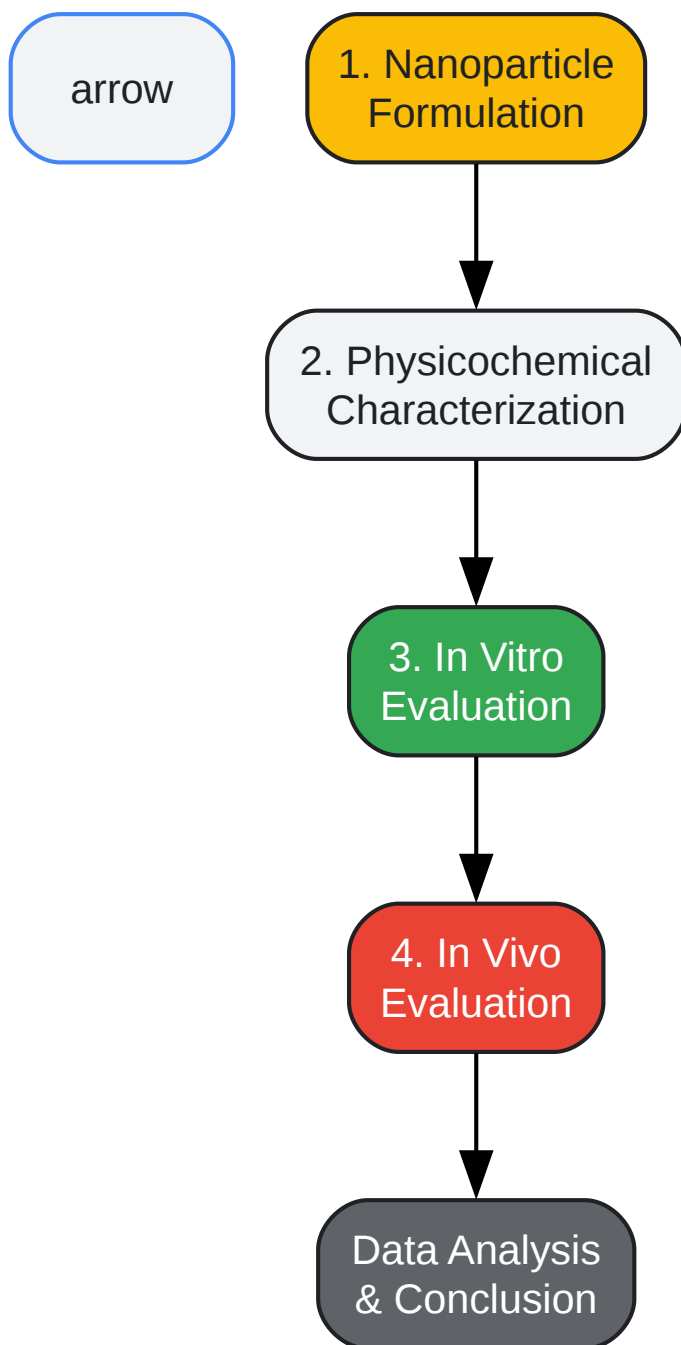 arrow
1. Nanoparticle
Formulation
2. Physicochemical
Characterization
3. In Vitro
Evaluation
4. In Vivo
Evaluation
Data Analysis
& Conclusion